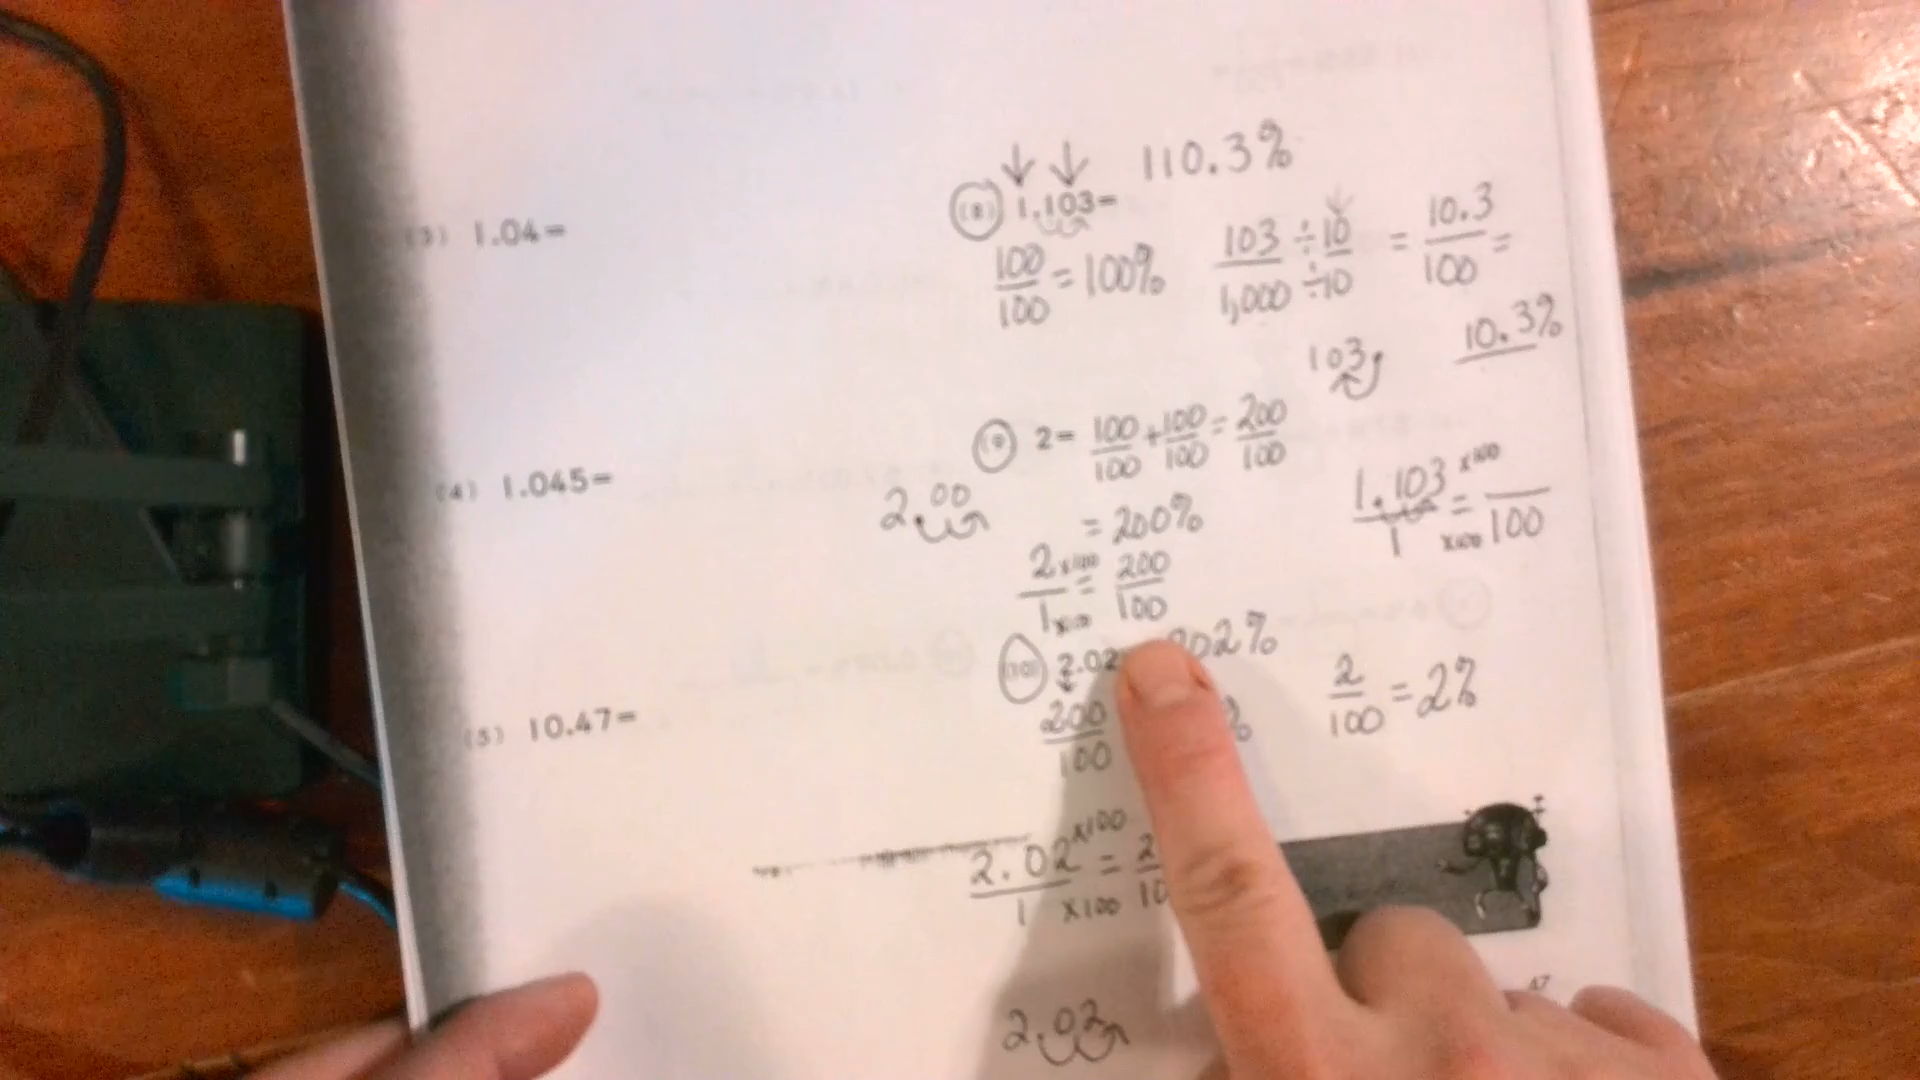 (3) 1.04=
(4) 1.045=
(5) 10.47=
110.3%
(8) 1.103=
100/100 = 100%
103/1,000 ÷10/÷10 = 10.3/100 =
10.3%
103
(9) 2= 100/100 + 100/100 = 200/100
2.00
= 200%
1.103/1 x100/x100 = /100
2/1 x100/x100 = 200/100
(10) 2.02 202%
200/100 %
2/100 = 2%
2.02/1 x100/x100 =
2.02
47